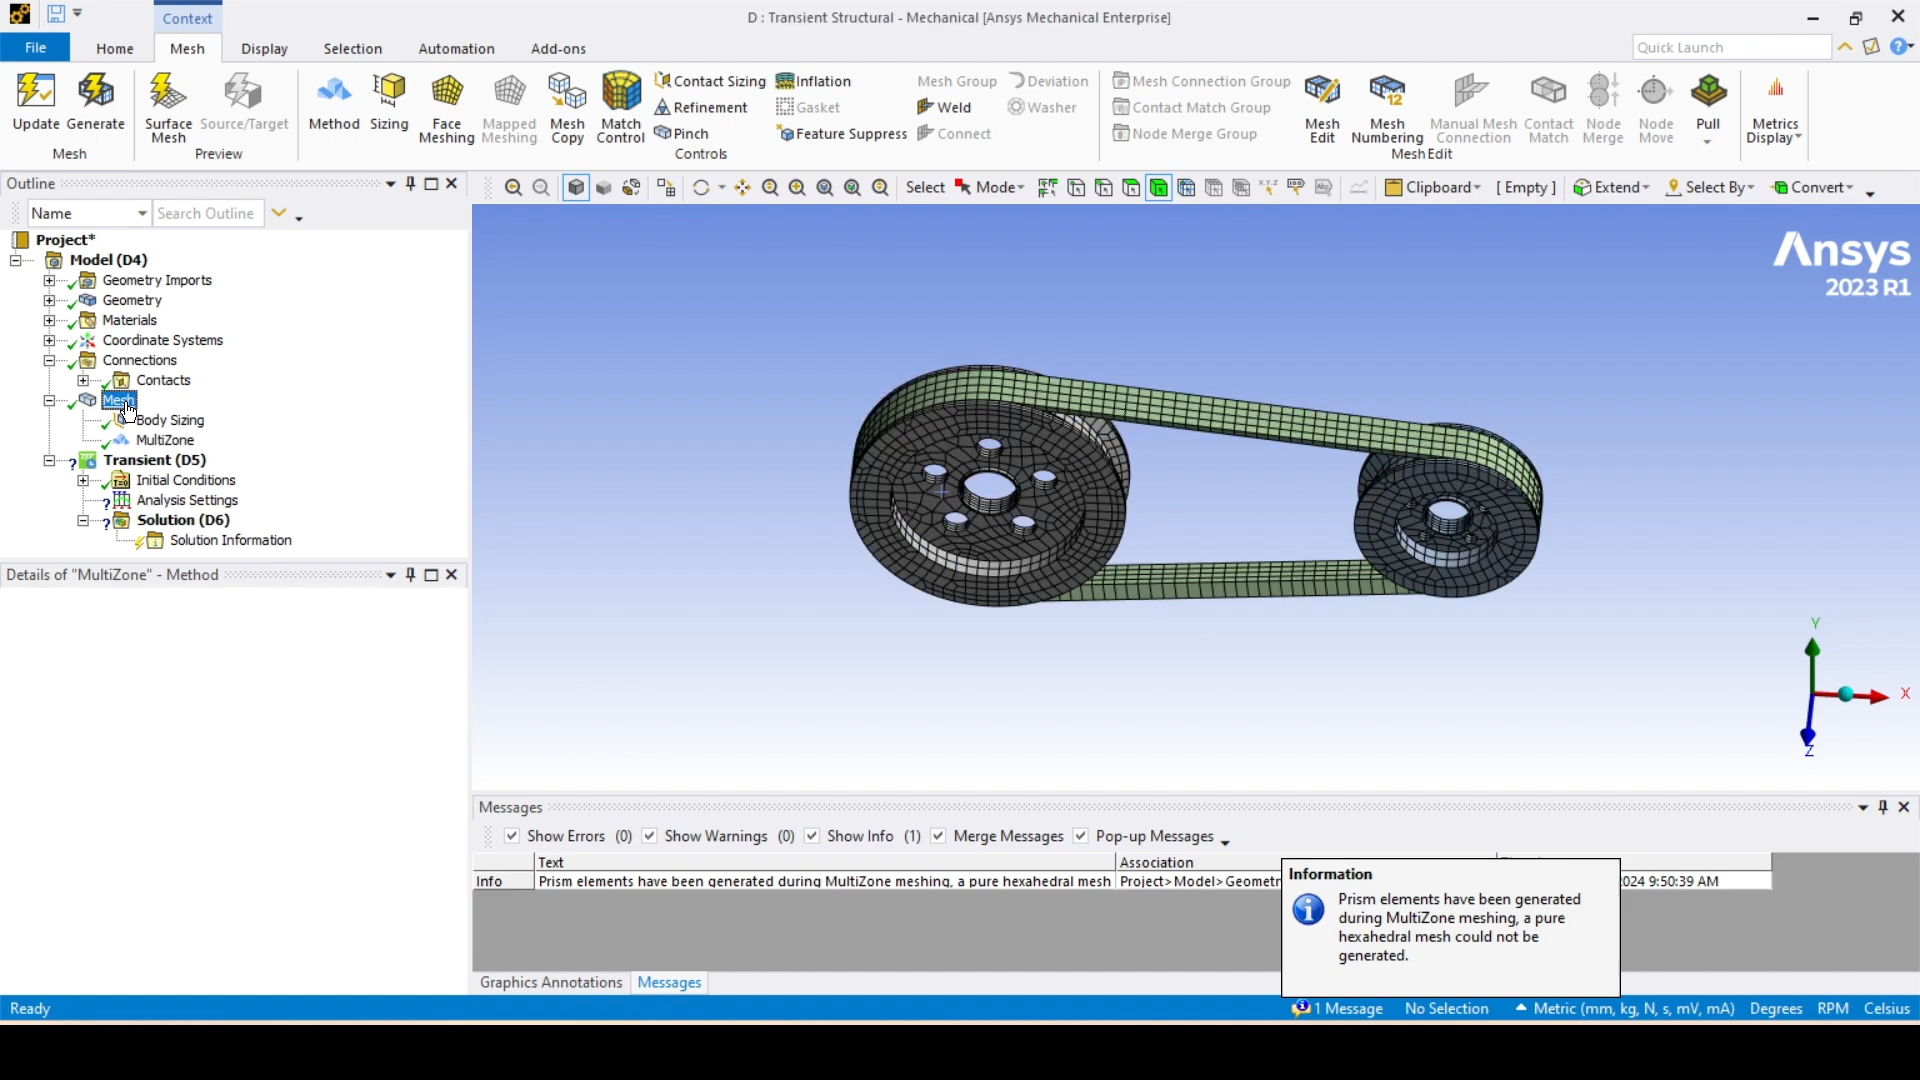 Context
D : Transient Structural - Mechanical [Ansys Mechanical Enterprise]
File Home Mesh Display Selection Automation Add-ons
Quick Launch
Update Generate
Mesh
Surface Mesh
Source/Target
Preview
Method Sizing
Face Meshing
Mapped Meshing
Mesh Copy
Match Control
Contact Sizing
Refinement
Pinch
Inflation
Gasket
Feature Suppress
Mesh Group
Weld
Connect
Deviation
Washer
Controls
Mesh Connection Group
Contact Match Group
Node Merge Group
Mesh Edit
Mesh Numbering
Manual Mesh Connection
Contact Match
Node Merge
Node Move
Pull
Mesh Edit
Metrics Display
Outline
Name
Search Outline
Select Mode Clipboard [ Empty ] Extend Select By Convert
Project*
Model (D4)
Geometry Imports
Geometry
Materials
Coordinate Systems
Connections
Contacts
Mesh
Body Sizing
MultiZone
Transient (D5)
Initial Conditions
Analysis Settings
Solution (D6)
Solution Information
Details of "MultiZone" - Method
Ansys
2023 R1
Y
X
Z
Messages
Show Errors (0) Show Warnings (0) Show Info (1) Merge Messages Pop-up Messages
Text Association
Info Prism elements have been generated during MultiZone meshing, a pure hexahedral mesh Project>Model>Geometr 024 9:50:39 AM
Information
Prism elements have been generated
during MultiZone meshing, a pure
hexahedral mesh could not be
generated.
Graphics Annotations Messages
Ready
1 Message No Selection Metric (mm, kg, N, s, mV, mA) Degrees RPM Celsius